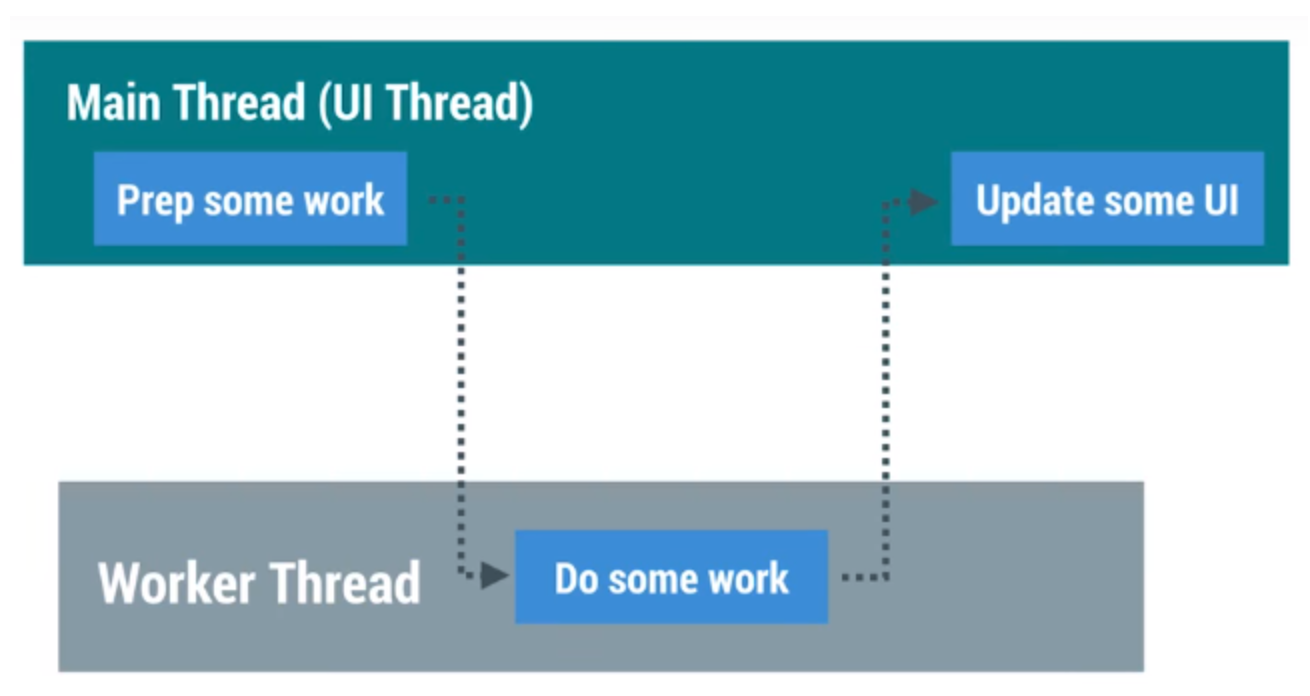 Main Thread (UI Thread)
Prep some work
Update some UI
Worker Thread
Do some work